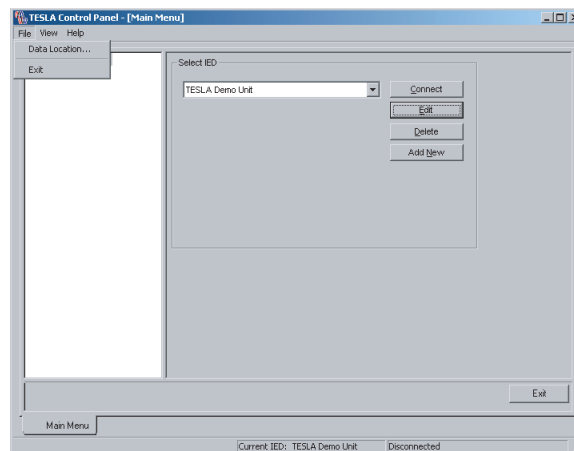 TESLA Control Panel - [Main Menu]
File View Help
Data Location...
Exit
Select IED
TESLA Demo Unit
Connect
Edit
Delete
Add New
Exit
Main Menu
Current IED: TESLA Demo Unit Disconnected